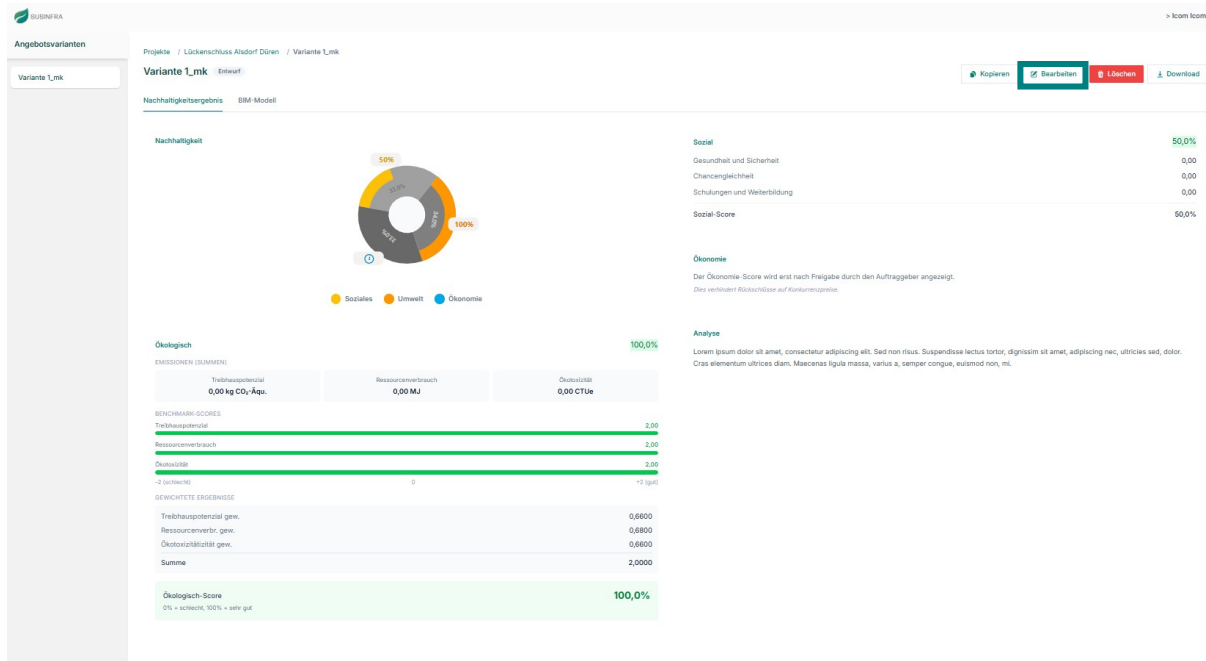 SUSINFRA
> Icom Icom
Angebotsvarianten
Variante 1_mk
Projekte / Lückenschluss Alsdorf Düren / Variante 1_mk
Variante 1_mk Entwurf
Kopieren Bearbeiten Löschen Download
Nachhaltigkeitsergebnis BIM-Modell
Nachhaltigkeit
50%
33,0%
34,0%
100%
33,0%
Soziales Umwelt Ökonomie
Ökologisch 100,0%
EMISSIONEN (SUMMEN)
Treibhauspotenzial Ressourcenverbrauch Ökotoxizität
0,00 kg CO₂-Äqu. 0,00 MJ 0,00 CTUe
BENCHMARK-SCORES
Treibhauspotenzial 2,00
Ressourcenverbrauch 2,00
Ökotoxizität 2,00
-2 (schlecht) 0 +2 (gut)
GEWICHTETE ERGEBNISSE
Treibhauspotenzial gew. 0,6600
Ressourcenverbr. gew. 0,6800
Ökotoxizitätizität gew. 0,6600
Summe 2,0000
Ökologisch-Score 100,0%
0% = schlecht, 100% = sehr gut
Sozial 50,0%
Gesundheit und Sicherheit 0,00
Chancengleichheit 0,00
Schulungen und Weiterbildung 0,00
Sozial-Score 50,0%
Ökonomie
Der Ökonomie-Score wird erst nach Freigabe durch den Auftraggeber angezeigt.
Dies verhindert Rückschlüsse auf Konkurrenzpreise.
Analyse
Lorem ipsum dolor sit amet, consectetur adipiscing elit. Sed non risus. Suspendisse lectus tortor, dignissim sit amet, adipiscing nec, ultricies sed, dolor.
Cras elementum ultrices diam. Maecenas ligula massa, varius a, semper congue, euismod non, mi.